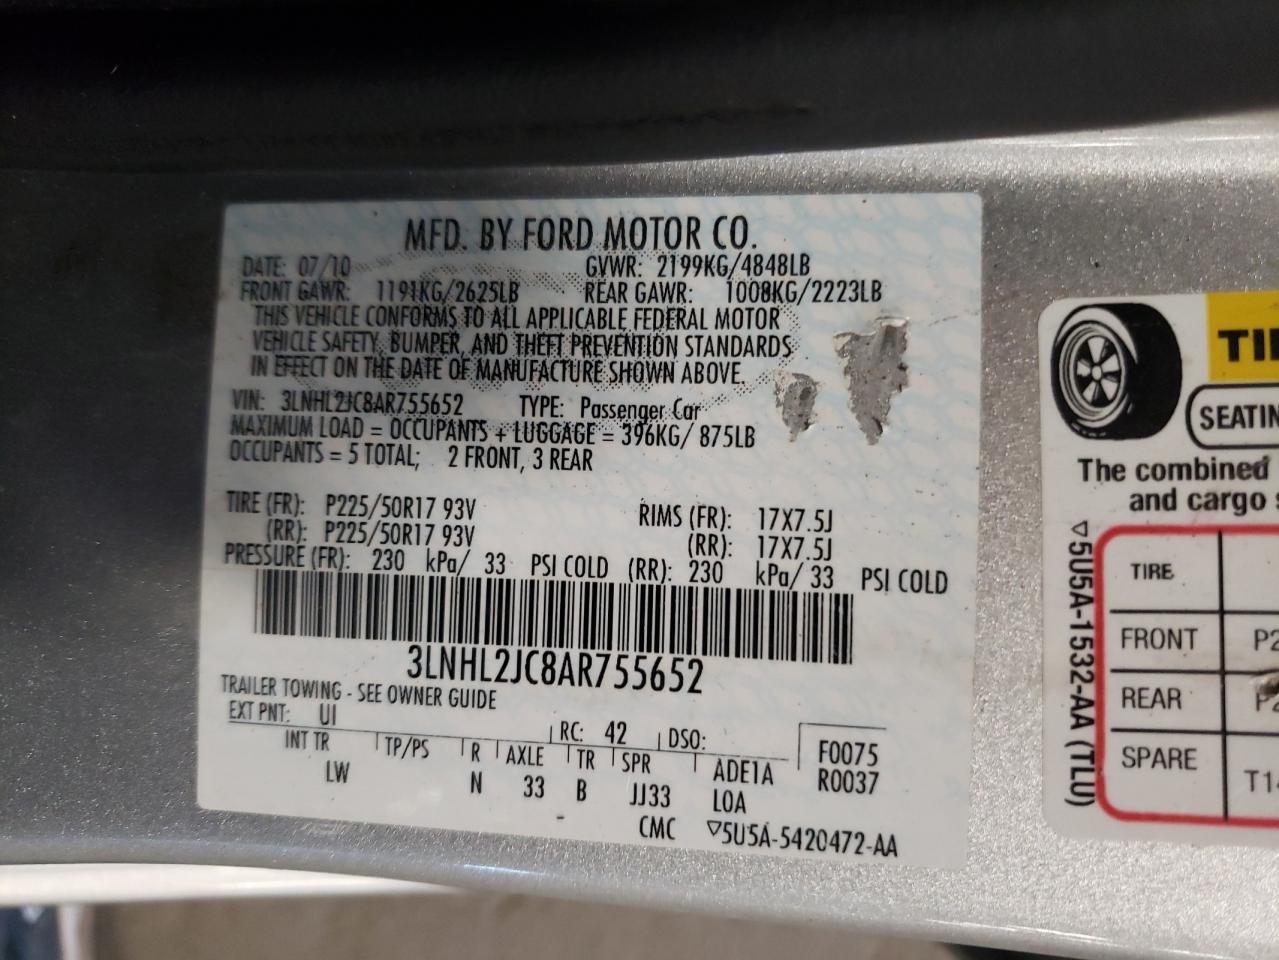 MFD. BY FORD MOTOR CO.
DATE: 07/10 GVWR: 2199KG/4848LB
FRONT GAWR: 1191KG/2625LB REAR GAWR: 1008KG/2223LB
THIS VEHICLE CONFORMS TO ALL APPLICABLE FEDERAL MOTOR
VEHICLE SAFETY, BUMPER, AND THEFT PREVENTION STANDARDS
IN EFFECT ON THE DATE OF MANUFACTURE SHOWN ABOVE.
VIN: 3LNHL2JC8AR755652 TYPE: Passenger Car
MAXIMUM LOAD = OCCUPANTS + LUGGAGE = 396KG/ 875LB
OCCUPANTS = 5 TOTAL; 2 FRONT, 3 REAR
TIRE (FR): P225/50R17 93V RIMS (FR): 17X7.5J
(RR): P225/50R17 93V (RR): 17X7.5J
PRESSURE (FR): 230 kPa/ 33 PSI COLD (RR): 230 kPa/ 33 PSI COLD
3LNHL2JC8AR755652
TRAILER TOWING - SEE OWNER GUIDE
EXT PNT: UI RC: 42 DSO: F0075
INT TR TP/PS R AXLE TR SPR ADE1A R0037
LW N 33 B JJ33 LOA
CMC ▽5U5A-5420472-AA
TI
SEATIN
The combined
and cargo
▽5U5A-1532-AA (TLU)
TIRE
FRONT P2
REAR P2
SPARE T1